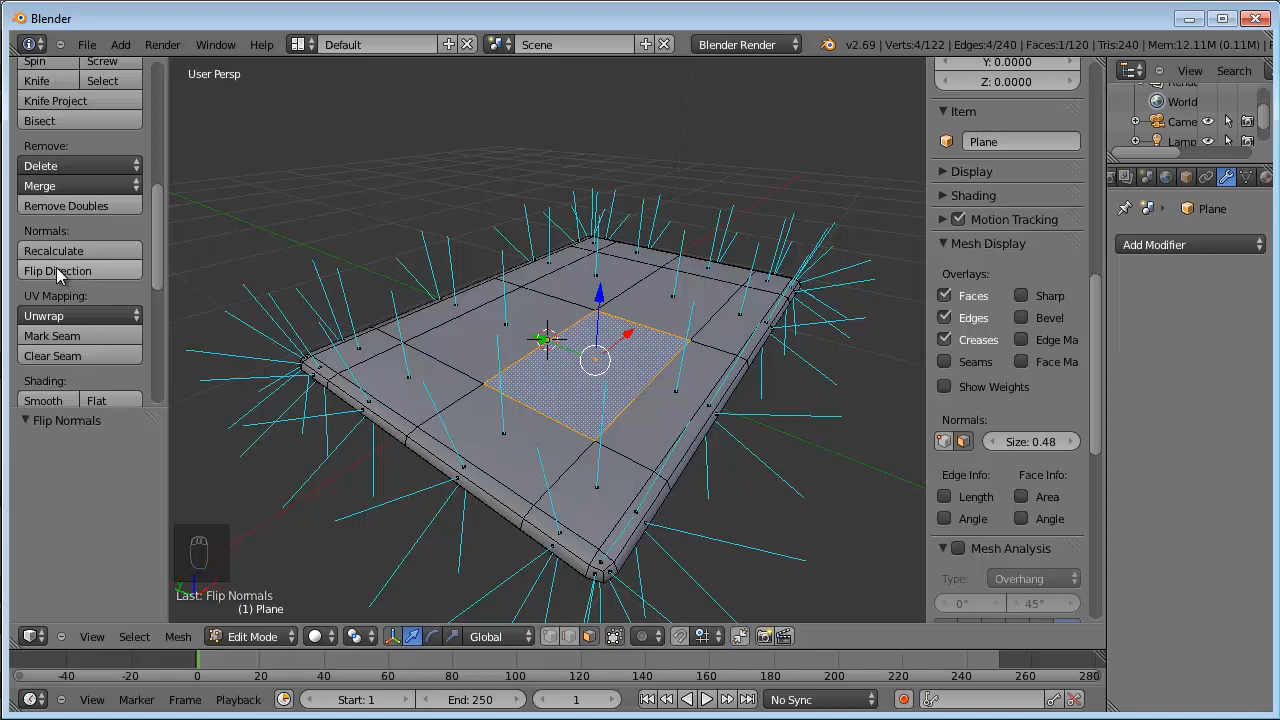 Blender
File Add Render Window Help Default Scene Blender Render v2.69 | Verts:4/122 | Edges:4/240 | Faces:1/120 | Tris:240 | Mem:12.11M (0.11M) |
Spin Screw
Knife Select
Knife Project
Bisect
Remove:
Delete
Merge
Remove Doubles
Normals:
Recalculate
Flip Direction
UV Mapping:
Unwrap
Mark Seam
Clear Seam
Shading:
Smooth Flat
Flip Normals
User Persp
Last: Flip Normals
(1) Plane
Y: 0.0000
Z: 0.0000
Item
Plane
Display
Shading
Motion Tracking
Mesh Display
Overlays:
Faces Sharp
Edges Bevel
Creases Edge Ma
Seams Face Ma
Show Weights
Normals:
Size: 0.48
Edge Info: Face Info:
Length Area
Angle Angle
Mesh Analysis
Type: Overhang
0° 45°
View Search
World
Came
Lamp
Plane
Add Modifier
View Select Mesh Edit Mode Global
-40 -20 0 20 40 60 80 100 120 140 160 180 200 220 240 260 280
View Marker Frame Playback Start: 1 End: 250 1 No Sync